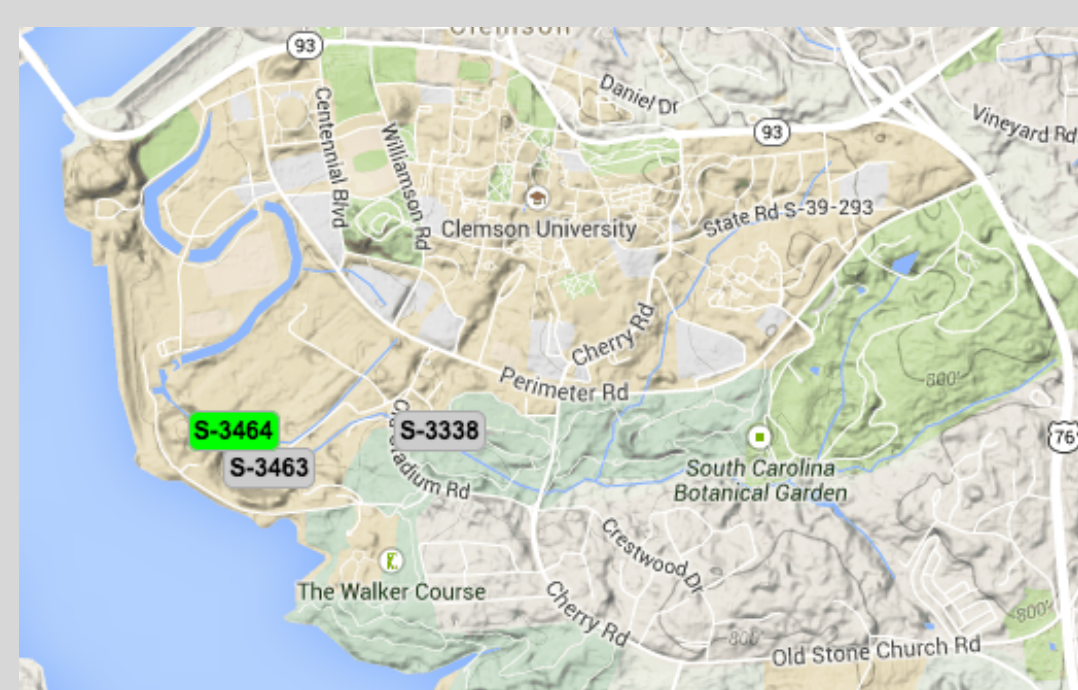 Clemson
93
Daniel Dr
Vineyard Rd
93
Centennial Blvd
Williamson Rd
Clemson University
State Rd S-39-293
Cherry Rd
Perimeter Rd
800'
S-3464
S-3338
S-3463
76
South Carolina
Botanical Garden
Stadium Rd
Crestwood Dr
The Walker Course
Cherry Rd
800'
800'
Old Stone Church Rd